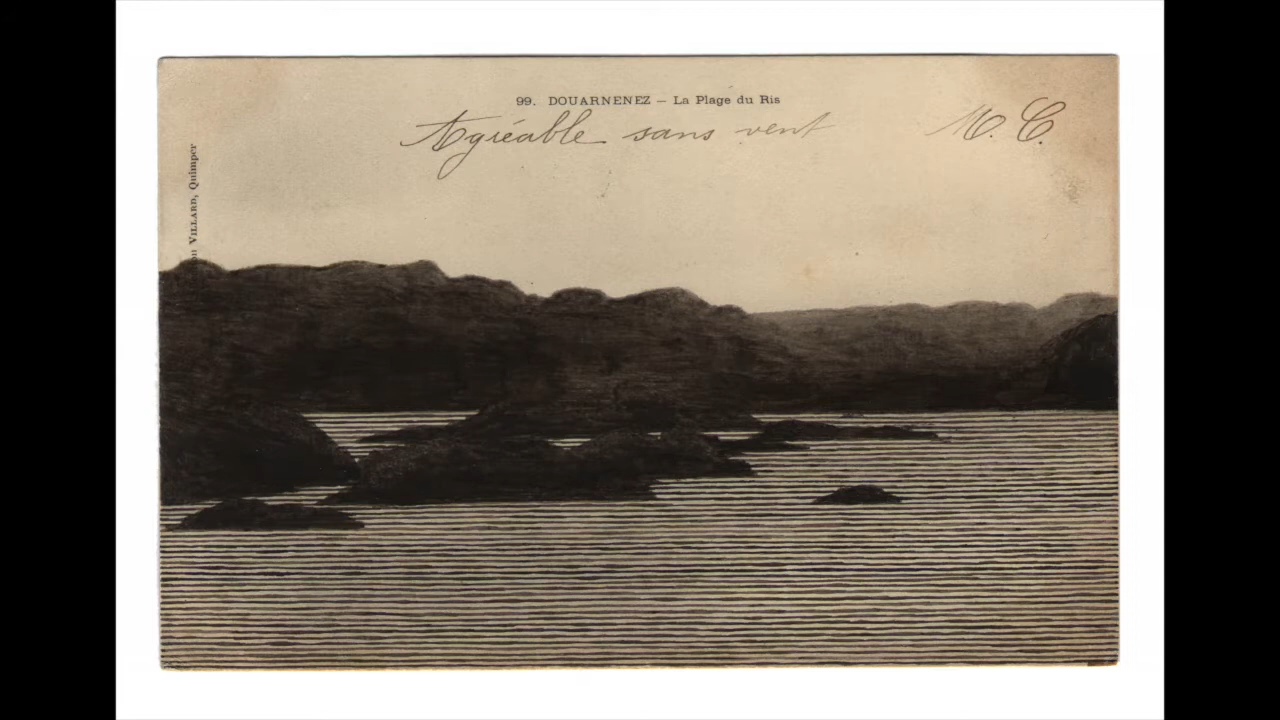 99. DOUARNENEZ – La Plage du Ris
Agréable sans vent M. C.
VILLARD, Quimper